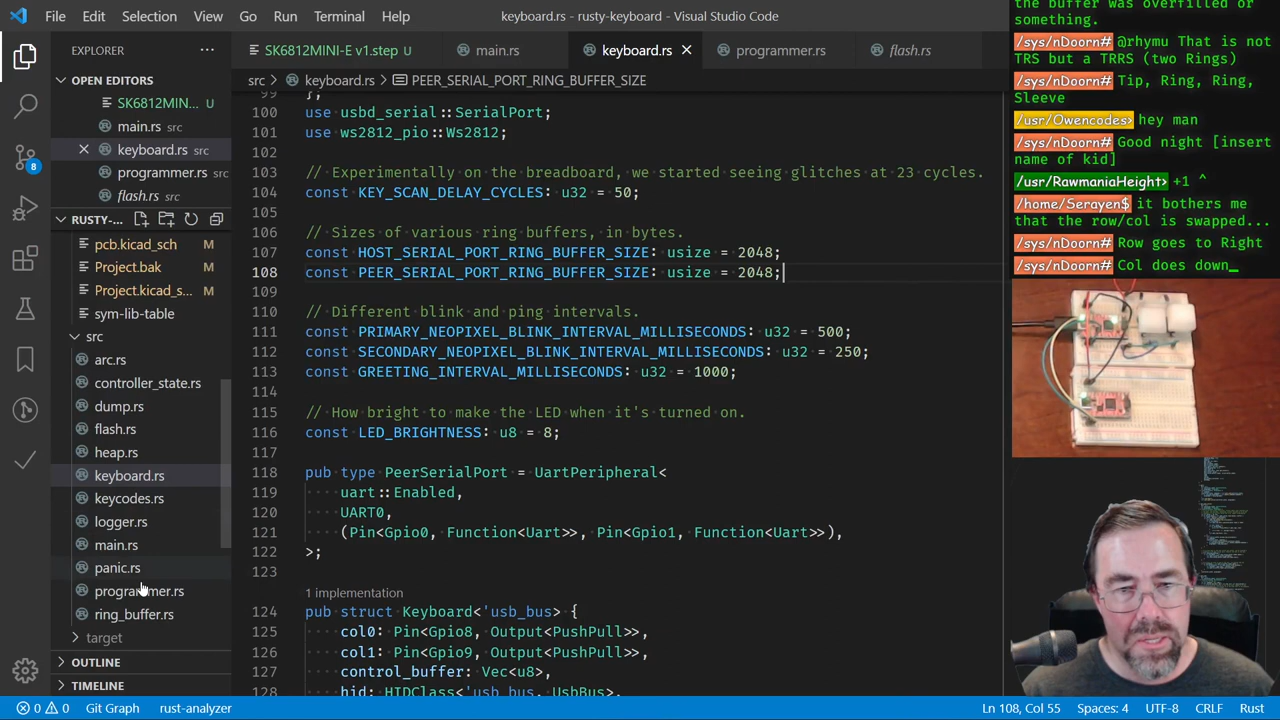 File Edit Selection View Go Run Terminal Help
keyboard.rs - rusty-keyboard - Visual Studio Code
EXPLORER
OPEN EDITORS
SK6812MIN... U
main.rs src
keyboard.rs src
programmer.rs src
flash.rs src
RUSTY-...
pcb.kicad_sch M
Project.bak M
Project.kicad_s... M
sym-lib-table
src
arc.rs
controller_state.rs
dump.rs
flash.rs
heap.rs
keyboard.rs
keycodes.rs
logger.rs
main.rs
panic.rs
programmer.rs
ring_buffer.rs
target
OUTLINE
TIMELINE
8
SK6812MINI-E v1.step U
main.rs
keyboard.rs
programmer.rs
flash.rs
src > keyboard.rs > PEER_SERIAL_PORT_RING_BUFFER_SIZE
99 };
100 use usbd_serial::SerialPort;
101 use ws2812_pio::Ws2812;
102
103 // Experimentally on the breadboard, we started seeing glitches at 23 cycles.
104 const KEY_SCAN_DELAY_CYCLES: u32 = 50;
105
106 // Sizes of various ring buffers, in bytes.
107 const HOST_SERIAL_PORT_RING_BUFFER_SIZE: usize = 2048;
108 const PEER_SERIAL_PORT_RING_BUFFER_SIZE: usize = 2048;
109
110 // Different blink and ping intervals.
111 const PRIMARY_NEOPIXEL_BLINK_INTERVAL_MILLISECONDS: u32 = 500;
112 const SECONDARY_NEOPIXEL_BLINK_INTERVAL_MILLISECONDS: u32 = 250;
113 const GREETING_INTERVAL_MILLISECONDS: u32 = 1000;
114
115 // How bright to make the LED when it's turned on.
116 const LED_BRIGHTNESS: u8 = 8;
117
118 pub type PeerSerialPort = UartPeripheral<
119 uart::Enabled,
120 UART0,
121 (Pin<Gpio0, Function<Uart>>, Pin<Gpio1, Function<Uart>>),
122 >;
123
1 implementation
124 pub struct Keyboard<'usb_bus> {
125 col0: Pin<Gpio8, Output<PushPull>>,
126 col1: Pin<Gpio9, Output<PushPull>>,
127 control_buffer: Vec<u8>,
128 hid: HIDClass<'usb_bus, UsbBus>,
the buffer was overfilled or
something.
/sys/nDoorn# @rhymu That is not
TRS but a TRRS (two Rings)
/sys/nDoorn# Tip, Ring, Ring,
Sleeve
/usr/Owencodes> hey man
/sys/nDoorn# Good night [insert
name of kid]
/usr/RawmaniaHeight> +1 ^
/home/Serayen$ it bothers me
that the row/col is swapped...
/sys/nDoorn# Row goes to Right
/sys/nDoorn# Col does down_
0 0 Git Graph rust-analyzer
Ln 108, Col 55 Spaces: 4 UTF-8 CRLF Rust